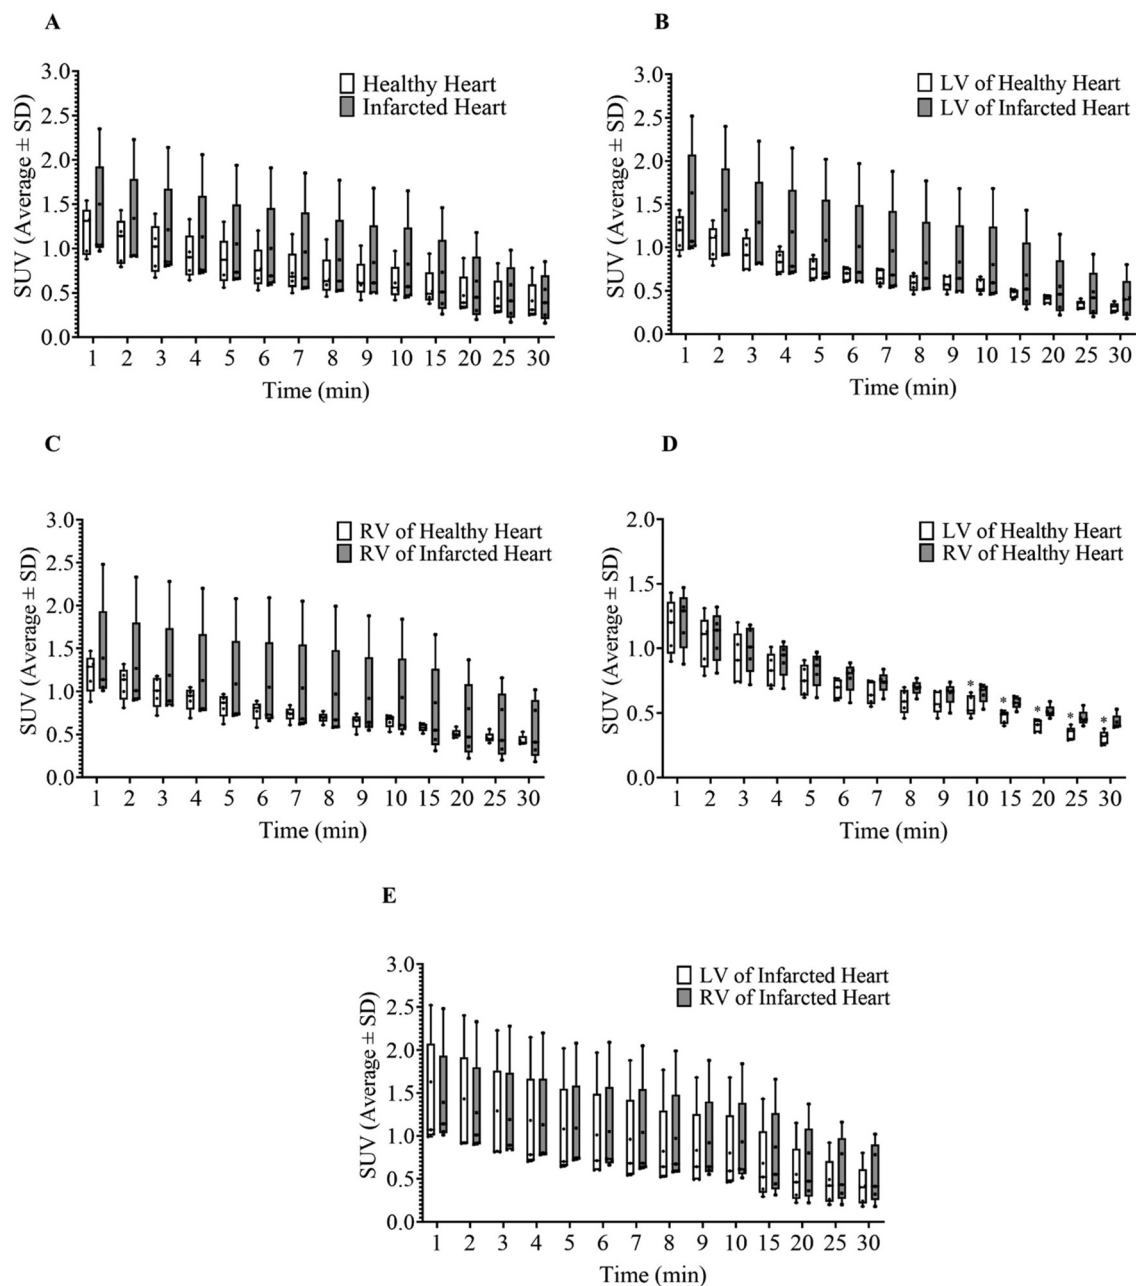 A
SUV (Average ± SD)
3.0
2.5
2.0
1.5
1.0
0.5
0.0
Healthy Heart
Infarcted Heart
1 2 3 4 5 6 7 8 9 10 15 20 25 30
Time (min)
B
SUV (Average ± SD)
3.0
2.5
2.0
1.5
1.0
0.5
0.0
LV of Healthy Heart
LV of Infarcted Heart
1 2 3 4 5 6 7 8 9 10 15 20 25 30
Time (min)
C
SUV (Average ± SD)
3.0
2.5
2.0
1.5
1.0
0.5
0.0
RV of Healthy Heart
RV of Infarcted Heart
1 2 3 4 5 6 7 8 9 10 15 20 25 30
Time (min)
D
SUV (Average ± SD)
2.0
1.5
1.0
0.5
0.0
LV of Healthy Heart
RV of Healthy Heart
* * * * *
1 2 3 4 5 6 7 8 9 10 15 20 25 30
Time (min)
E
SUV (Average ± SD)
3.0
2.5
2.0
1.5
1.0
0.5
0.0
LV of Infarcted Heart
RV of Infarcted Heart
1 2 3 4 5 6 7 8 9 10 15 20 25 30
Time (min)